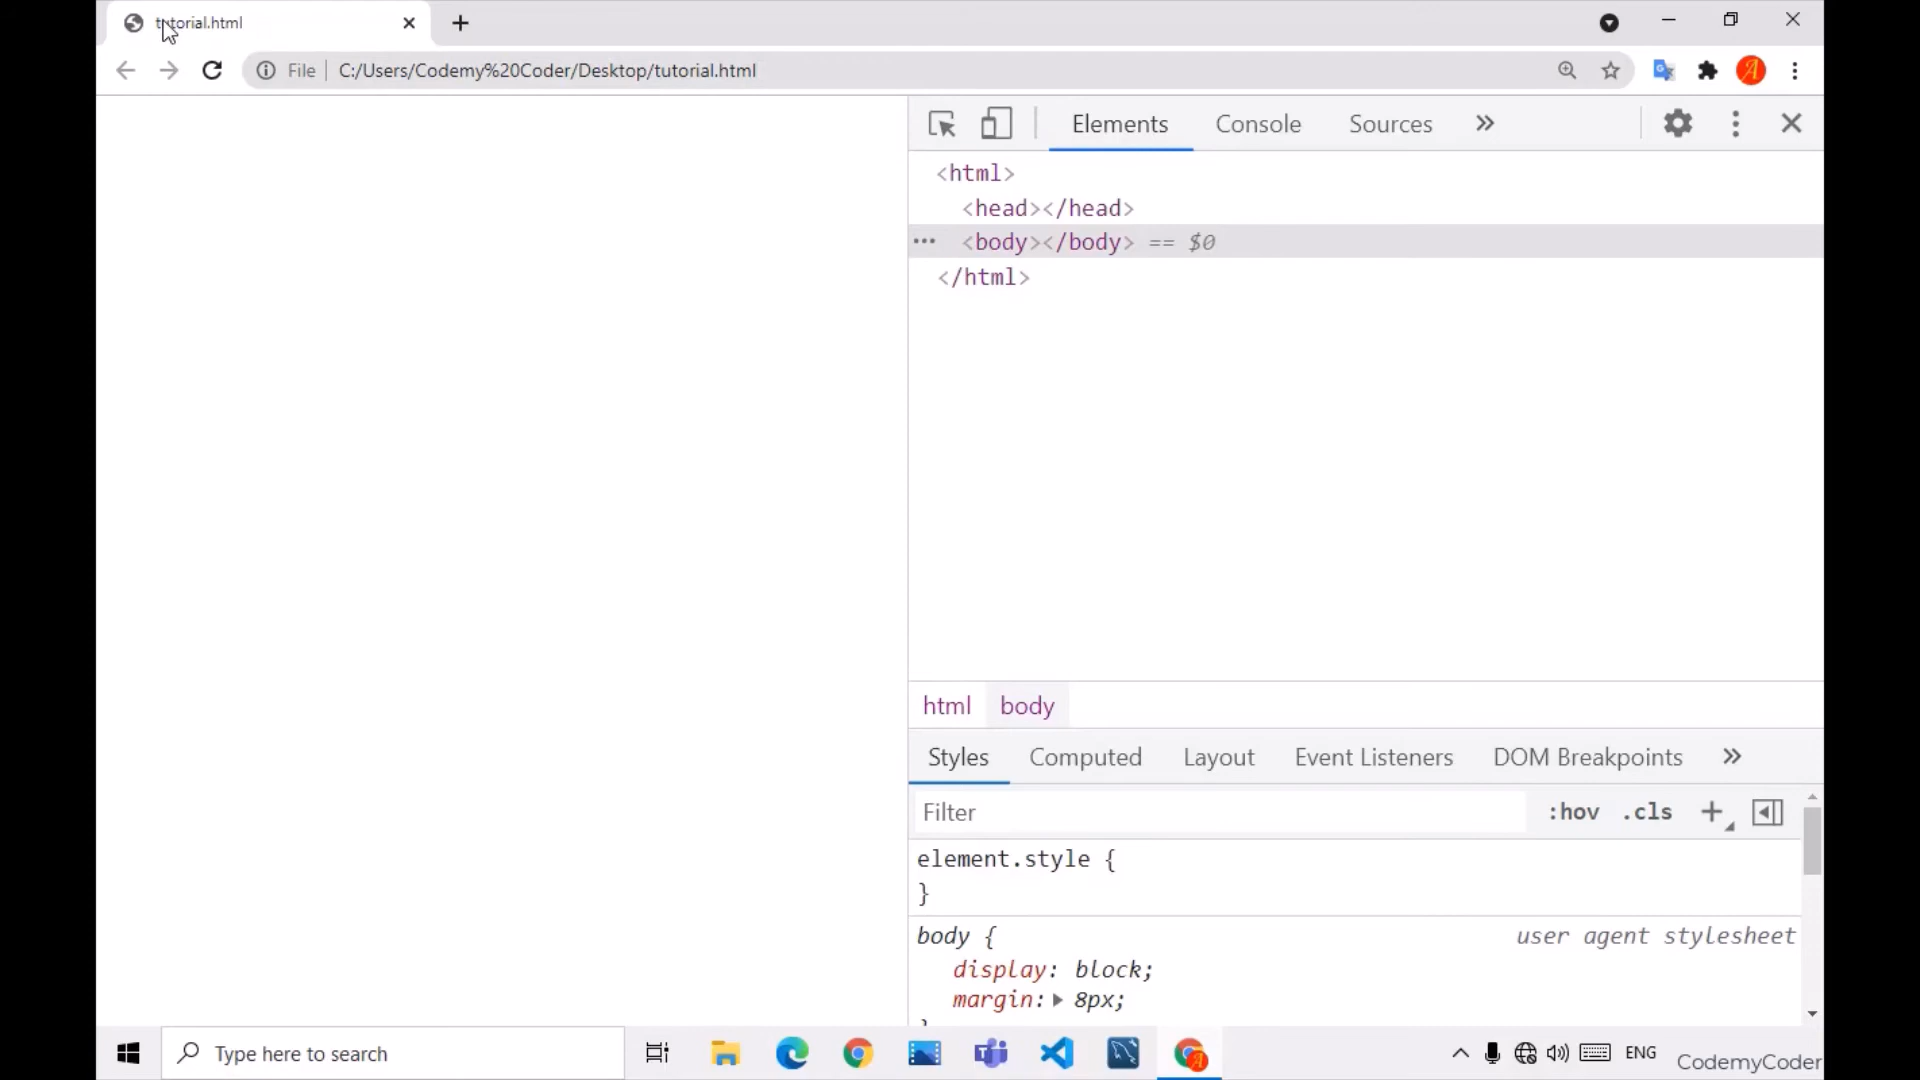 tutorial.html
File C:/Users/Codemy%20Coder/Desktop/tutorial.html
Elements Console Sources »
<html>
<head></head>
••• <body></body> == $0
</html>
html body
Styles Computed Layout Event Listeners DOM Breakpoints »
Filter :hov .cls +
element.style {
}
body { user agent stylesheet
display: block;
margin: 8px;
}
Type here to search ENG
CodemyCoder